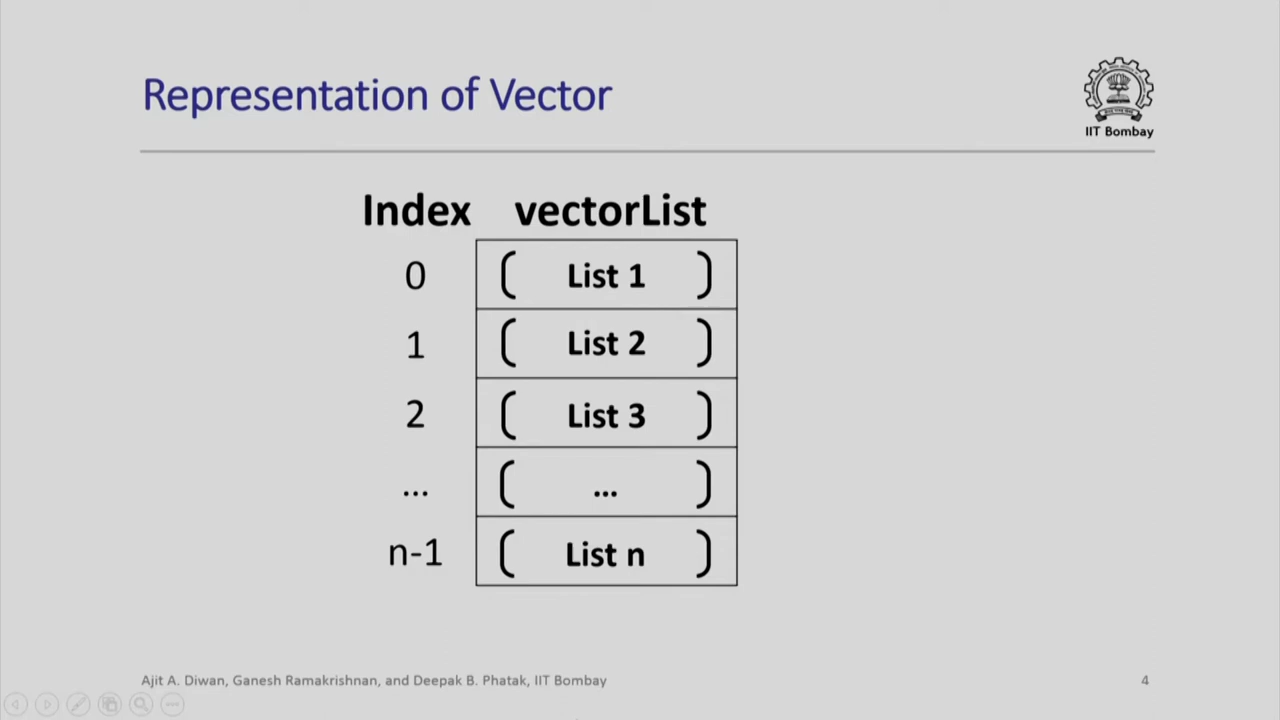 Representation of Vector
IIT Bombay
Index vectorList
0 ( List 1 )
1 ( List 2 )
2 ( List 3 )
... ( ... )
n-1 ( List n )
Ajit A. Diwan, Ganesh Ramakrishnan, and Deepak B. Phatak, IIT Bombay 4